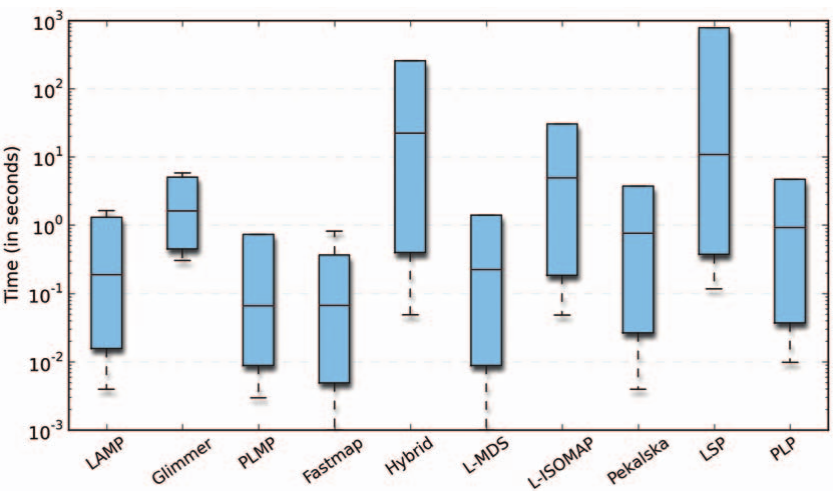 10³
10²
10¹
10⁰
10⁻¹
10⁻²
10⁻³
Time (in seconds)
LAMP
Glimmer
PLMP
Fastmap
Hybrid
L-MDS
L-ISOMAP
Pekalska
LSP
PLP